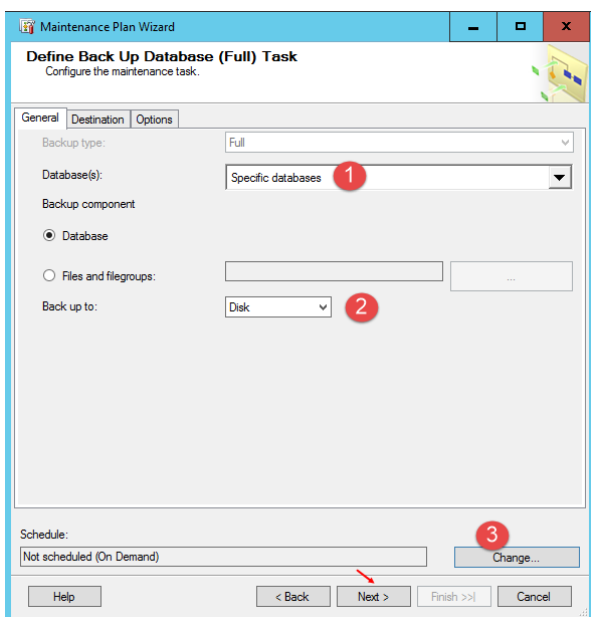 Maintenance Plan Wizard
Define Back Up Database (Full) Task
Configure the maintenance task.
General Destination Options
Backup type: Full
Database(s): Specific databases 1
Backup component
Database
Files and filegroups: ...
Back up to: Disk 2
Schedule: 3
Not scheduled (On Demand) Change...
Help < Back Next > Finish >>| Cancel